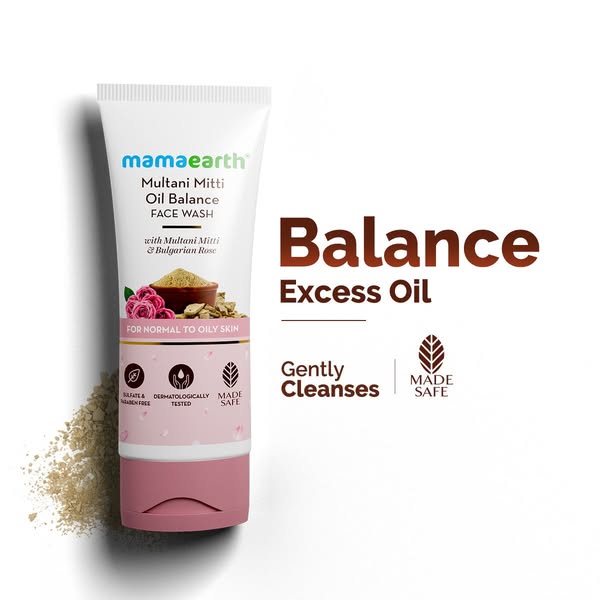 mamaearth®
Multani Mitti
Oil Balance
FACE WASH
with Multani Mitti
& Bulgarian Rose
FOR NORMAL TO OILY SKIN
SULFATE &
PARABEN FREE
DERMATOLOGICALLY
TESTED
MADE
SAFE
Balance
Excess Oil
Gently
Cleanses
MADE
SAFE